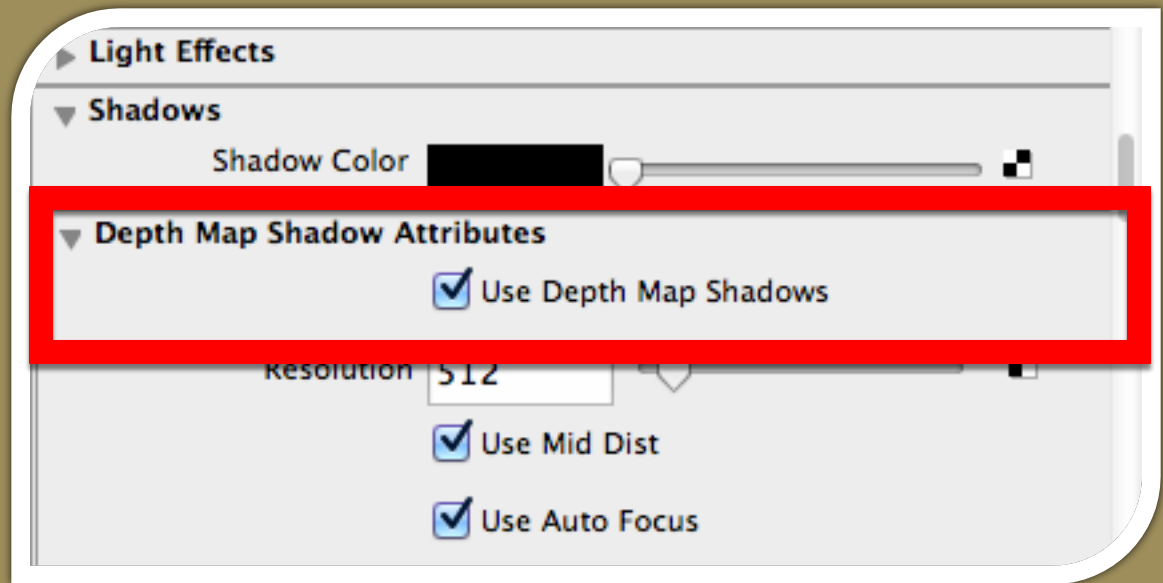 Light Effects
Shadows
Shadow Color
Depth Map Shadow Attributes
Use Depth Map Shadows
Resolution 512
Use Mid Dist
Use Auto Focus